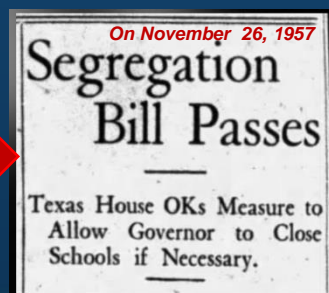 On November 26, 1957
Segregation
Bill Passes
Texas House OKs Measure to
Allow Governor to Close
Schools if Necessary.